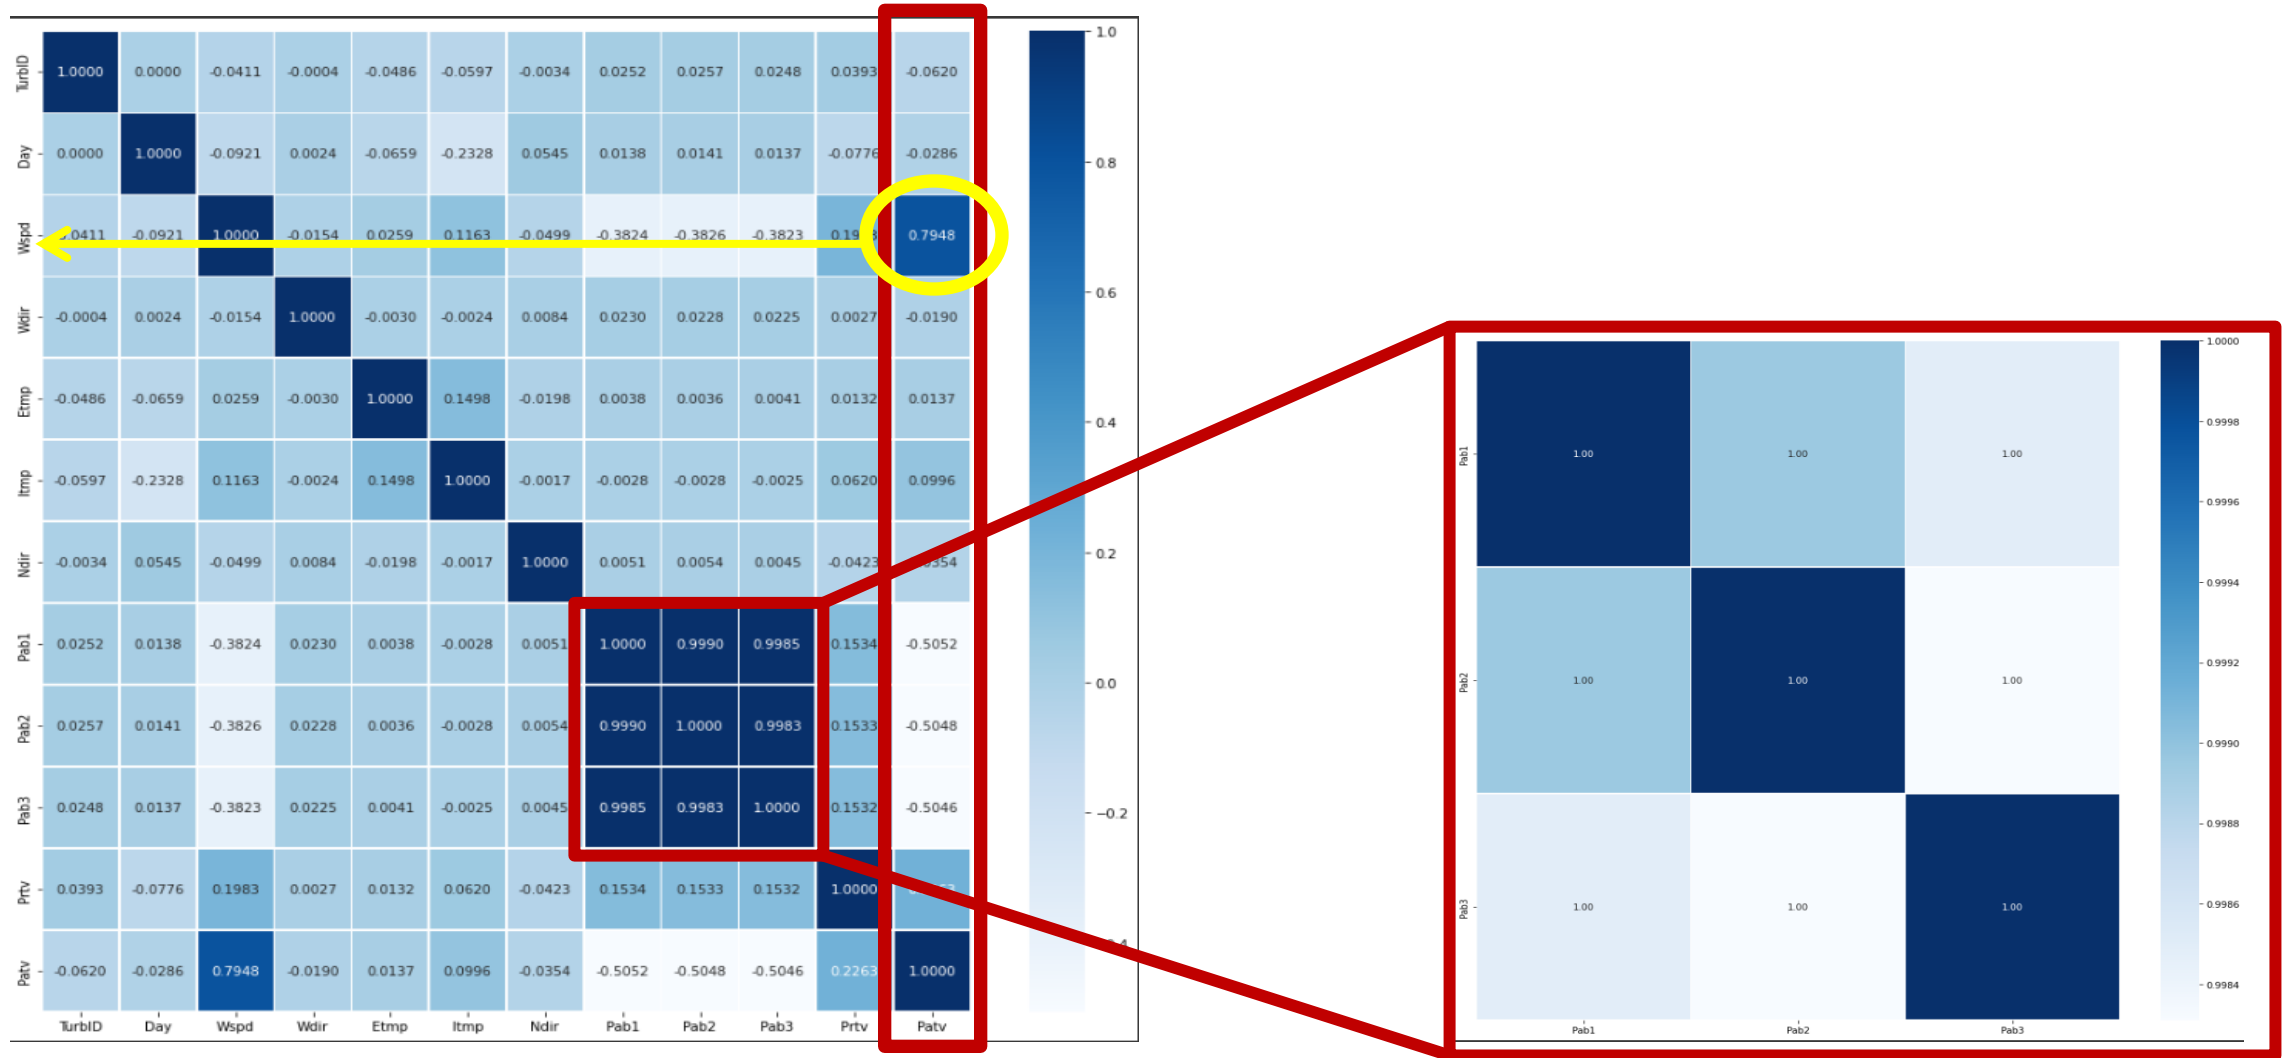 1.0
TurbID 1.0000 0.0000 -0.0411 -0.0004 -0.0486 -0.0597 -0.0034 0.0252 0.0257 0.0248 0.0393 -0.0620
Day 0.0000 1.0000 -0.0921 0.0024 -0.0659 -0.2328 0.0545 0.0138 0.0141 0.0137 -0.0776 -0.0286
0.8
Wspd 1.0000 -0.0921 -0.0154 0.0259 0.1163 -0.0499 -0.3824 -0.3826 -0.3823 0.7948
0.6
Wdir -0.0004 0.0024 -0.0154 1.0000 -0.0030 -0.0024 0.0084 0.0230 0.0228 0.0225 0.0027 -0.0190
Etmp -0.0486 -0.0659 0.0259 -0.0030 1.0000 0.1498 -0.0198 0.0038 0.0036 0.0041 0.0132 0.0137
0.4
Itmp -0.0597 -0.2328 0.1163 -0.0024 0.1498 1.0000 -0.0017 -0.0028 -0.0028 -0.0025 0.0620 0.0996
Ndir -0.0034 0.0545 -0.0499 0.0084 -0.0198 -0.0017 1.0000 0.0051 0.0054 0.0045 -0.0423
0.2
Pab1 0.0252 0.0138 -0.3824 0.0230 0.0038 -0.0028 0.0051 1.0000 0.9990 0.9985 0.1534 -0.5052
0.0
Pab2 0.0257 0.0141 -0.3826 0.0228 0.0036 -0.0028 0.0054 0.9990 1.0000 0.9983 0.1533 -0.5048
Pab3 0.0248 0.0137 -0.3823 0.0225 0.0041 -0.0025 0.0045 0.9985 0.9983 1.0000 0.1532 -0.5046
−0.2
Prtv 0.0393 -0.0776 0.1983 0.0027 0.0132 0.0620 -0.0423 0.1534 0.1533 0.1532 1.0000
Patv -0.0620 -0.0286 0.7948 -0.0190 0.0137 0.0996 -0.0354 -0.5052 -0.5048 -0.5046 0.2263 1.0000
TurbID Day Wspd Wdir Etmp Itmp Ndir Pab1 Pab2 Pab3 Prtv Patv
1.0000
0.9998
Pab1 1.00 1.00 1.00
0.9996
0.9994
0.9992
Pab2 1.00 1.00 1.00
0.9990
0.9988
Pab3 1.00 1.00 1.00
0.9986
0.9984
Pab1 Pab2 Pab3